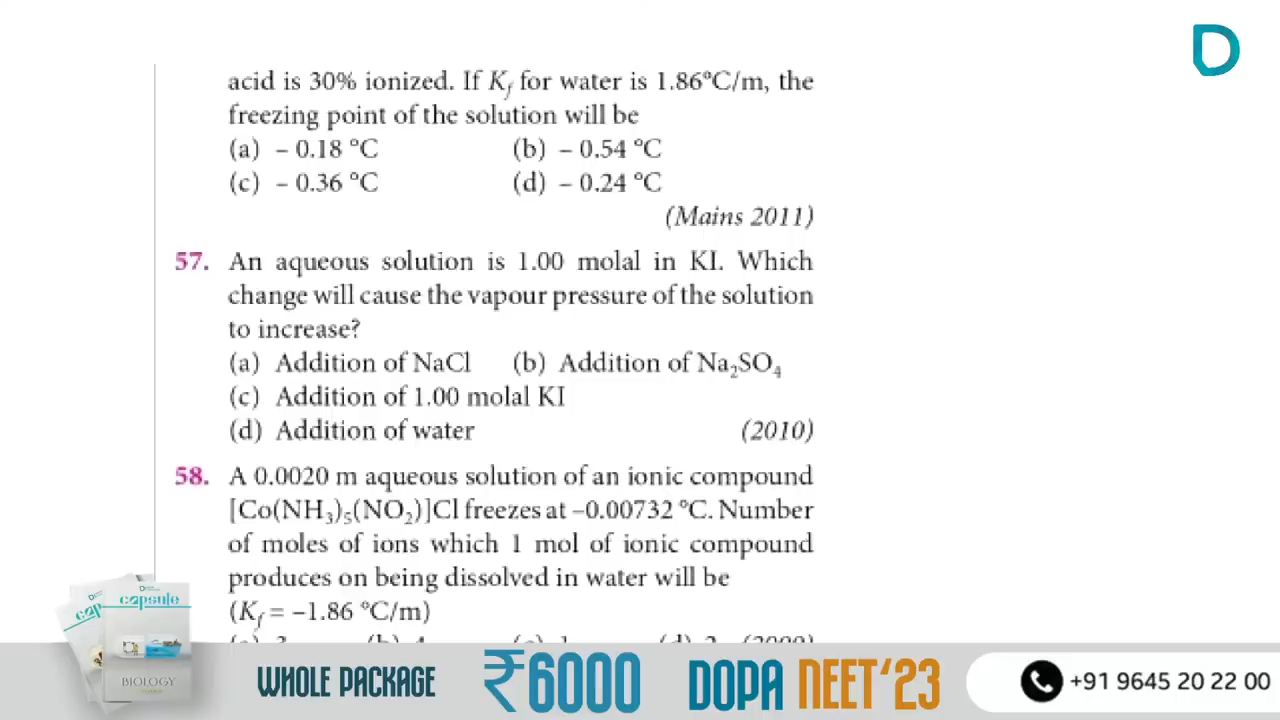 acid is 30% ionized. If K_f for water is 1.86°C/m, the
freezing point of the solution will be
(a) – 0.18 °C (b) – 0.54 °C
(c) – 0.36 °C (d) – 0.24 °C
(Mains 2011)
57. An aqueous solution is 1.00 molal in KI. Which
change will cause the vapour pressure of the solution
to increase?
(a) Addition of NaCl (b) Addition of Na₂SO₄
(c) Addition of 1.00 molal KI
(d) Addition of water (2010)
58. A 0.0020 m aqueous solution of an ionic compound
[Co(NH₃)₅(NO₂)]Cl freezes at –0.00732 °C. Number
of moles of ions which 1 mol of ionic compound
produces on being dissolved in water will be
(K_f = –1.86 °C/m)
capsule
BIOLOGY
WHOLE PACKAGE ₹6000 DOPA NEET'23 +91 9645 20 22 00